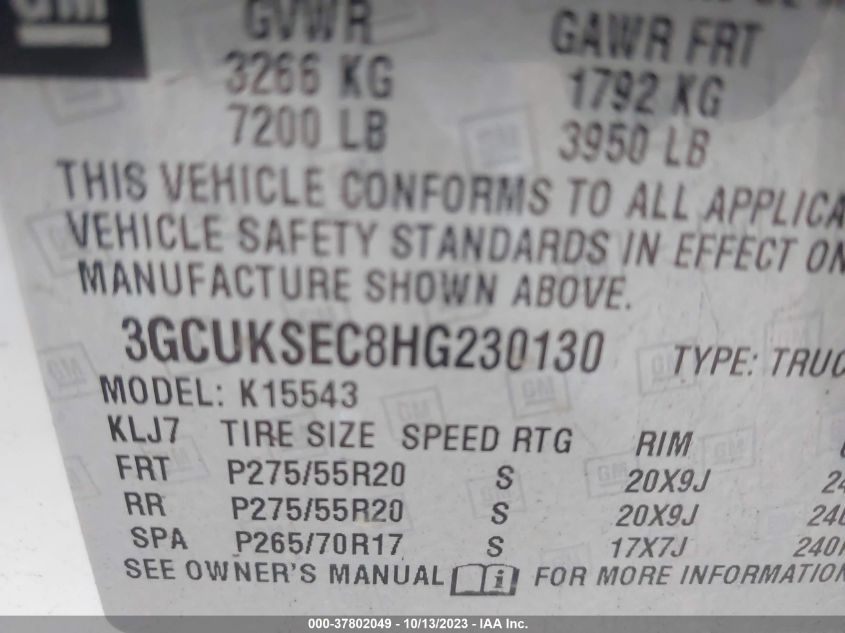 GM
GVWR GAWR FRT
3266 KG 1792 KG
7200 LB 3950 LB
THIS VEHICLE CONFORMS TO ALL APPLICA
VEHICLE SAFETY STANDARDS IN EFFECT ON
MANUFACTURE SHOWN ABOVE.
3GCUKSEC8HG230130 TYPE: TRUC
MODEL: K15543
KLJ7 TIRE SIZE SPEED RTG RIM
FRT P275/55R20 S 20X9J 24
RR P275/55R20 S 20X9J 240
SPA P265/70R17 S 17X7J 240K
SEE OWNER'S MANUAL FOR MORE INFORMATION
000-37802049 - 10/13/2023 - IAA Inc.